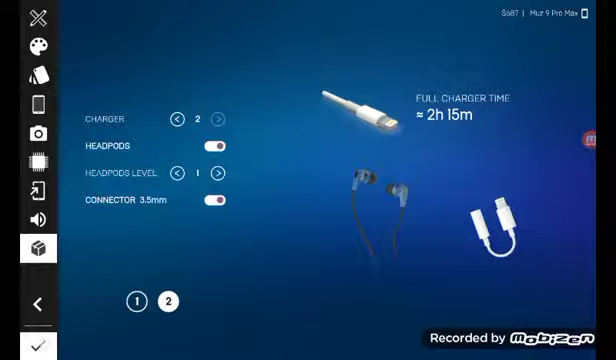 $687 | Muz 9 Pro Max
FULL CHARGER TIME
≈ 2h 15m
CHARGER 2
HEADPODS
HEADPODS LEVEL 1
CONNECTOR 3.5mm
1 2
Recorded by Mobizen